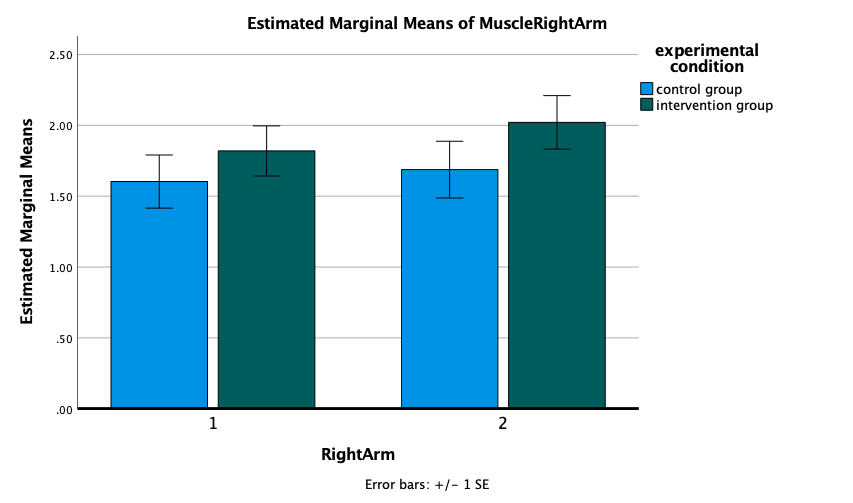 Estimated Marginal Means of MuscleRightArm
experimental
condition
control group
intervention group
Estimated Marginal Means
2.50
2.00
1.50
1.00
.50
.00
1
2
RightArm
Error bars: +/- 1 SE